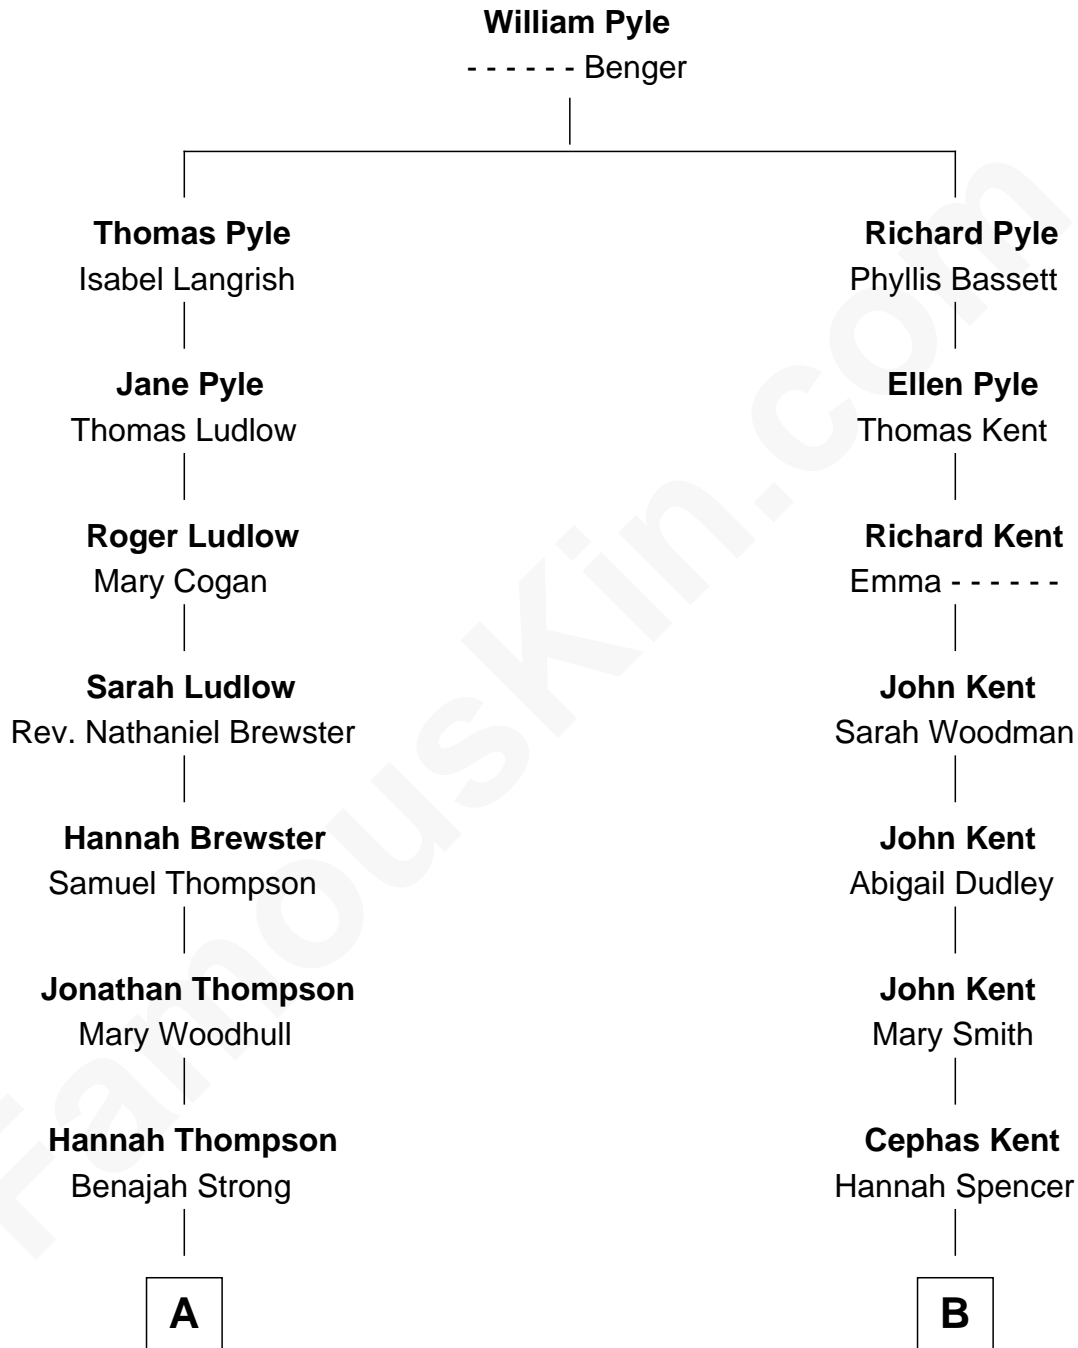 William Pyle
- - - - - - Benger
Thomas Pyle
Isabel Langrish
Richard Pyle
Phyllis Bassett
Jane Pyle
Thomas Ludlow
Ellen Pyle
Thomas Kent
Roger Ludlow
Mary Cogan
Richard Kent
Emma - - - - - -
Sarah Ludlow
Rev. Nathaniel Brewster
John Kent
Sarah Woodman
Hannah Brewster
Samuel Thompson
John Kent
Abigail Dudley
Jonathan Thompson
Mary Woodhull
John Kent
Mary Smith
Hannah Thompson
Benajah Strong
Cephas Kent
Hannah Spencer
A
B
FamousKin.com